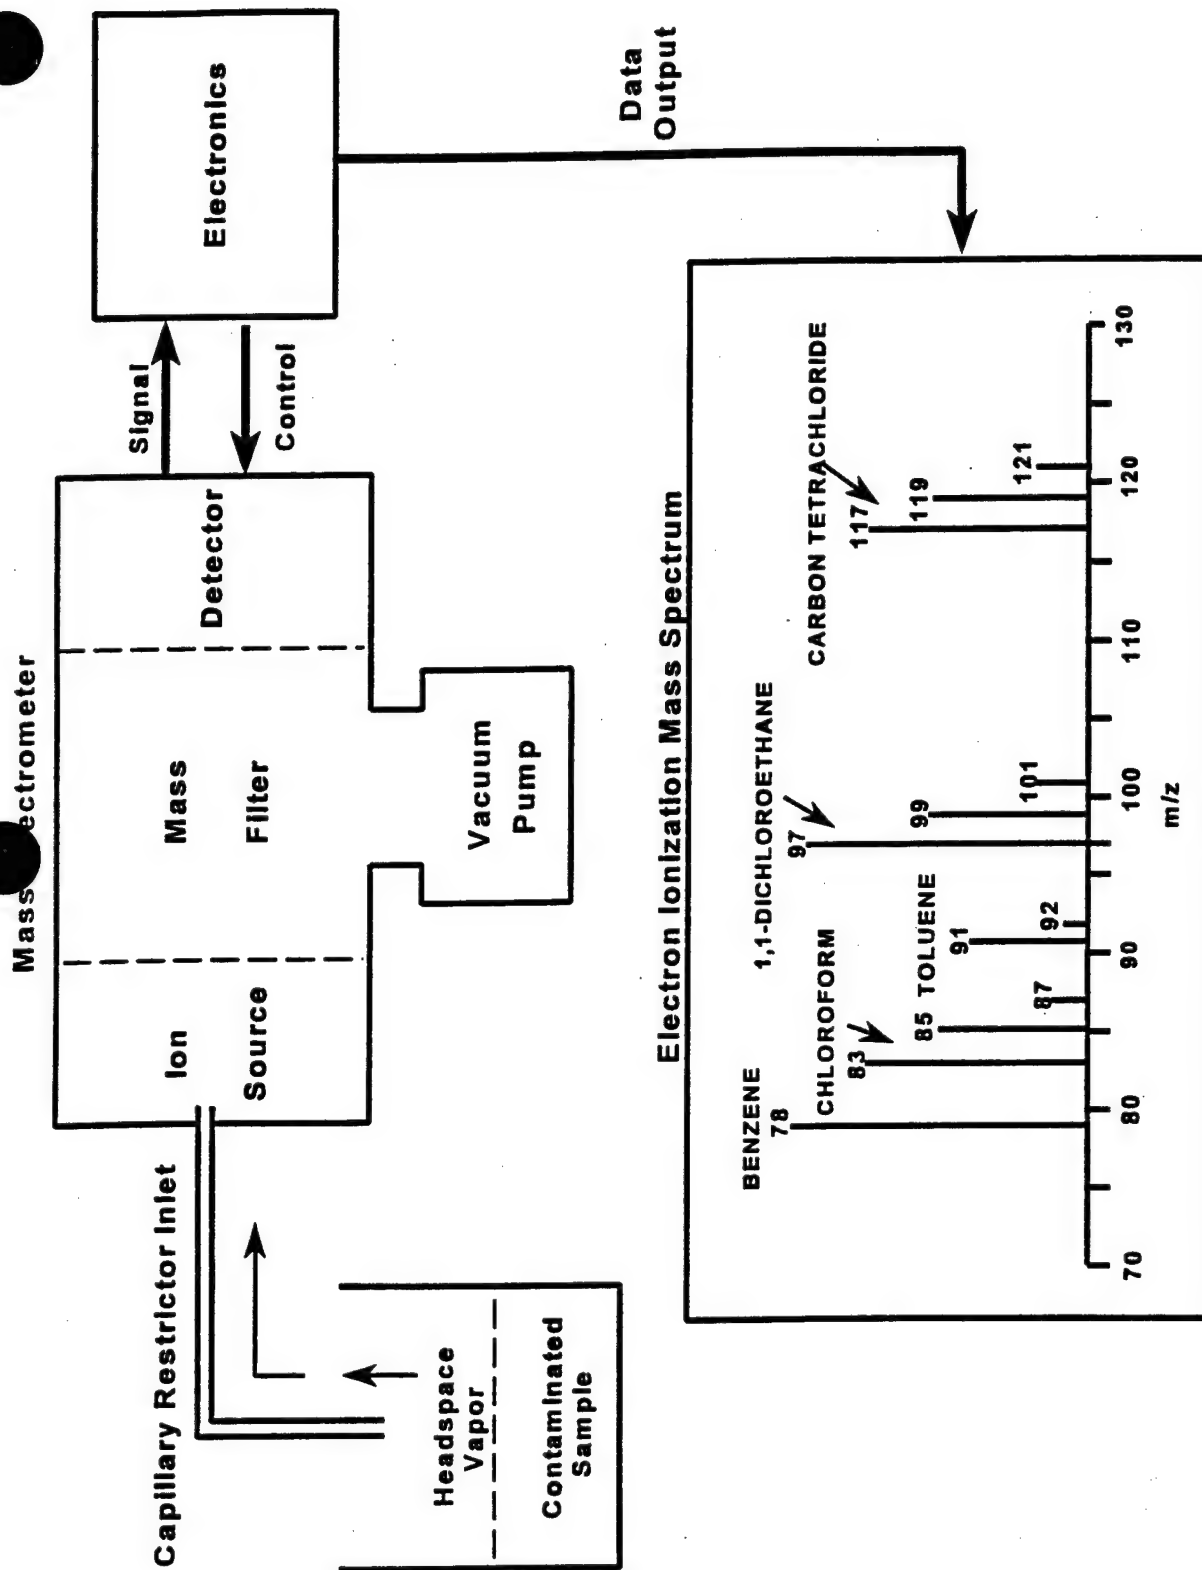 Mass ectrometer
Capillary Restrictor Inlet
Ion
Source
Mass
Filter
Detector
Signal
Control
Electronics
Vacuum
Pump
Headspace
Vapor
Contaminated
Sample
Data
Output
Electron Ionization Mass Spectrum
BENZENE
78
CHLOROFORM
83
85
87
TOLUENE
91
92
1,1-DICHLOROETHANE
97
99
101
CARBON TETRACHLORIDE
117
119
121
70
80
90
100
110
120
130
m/z